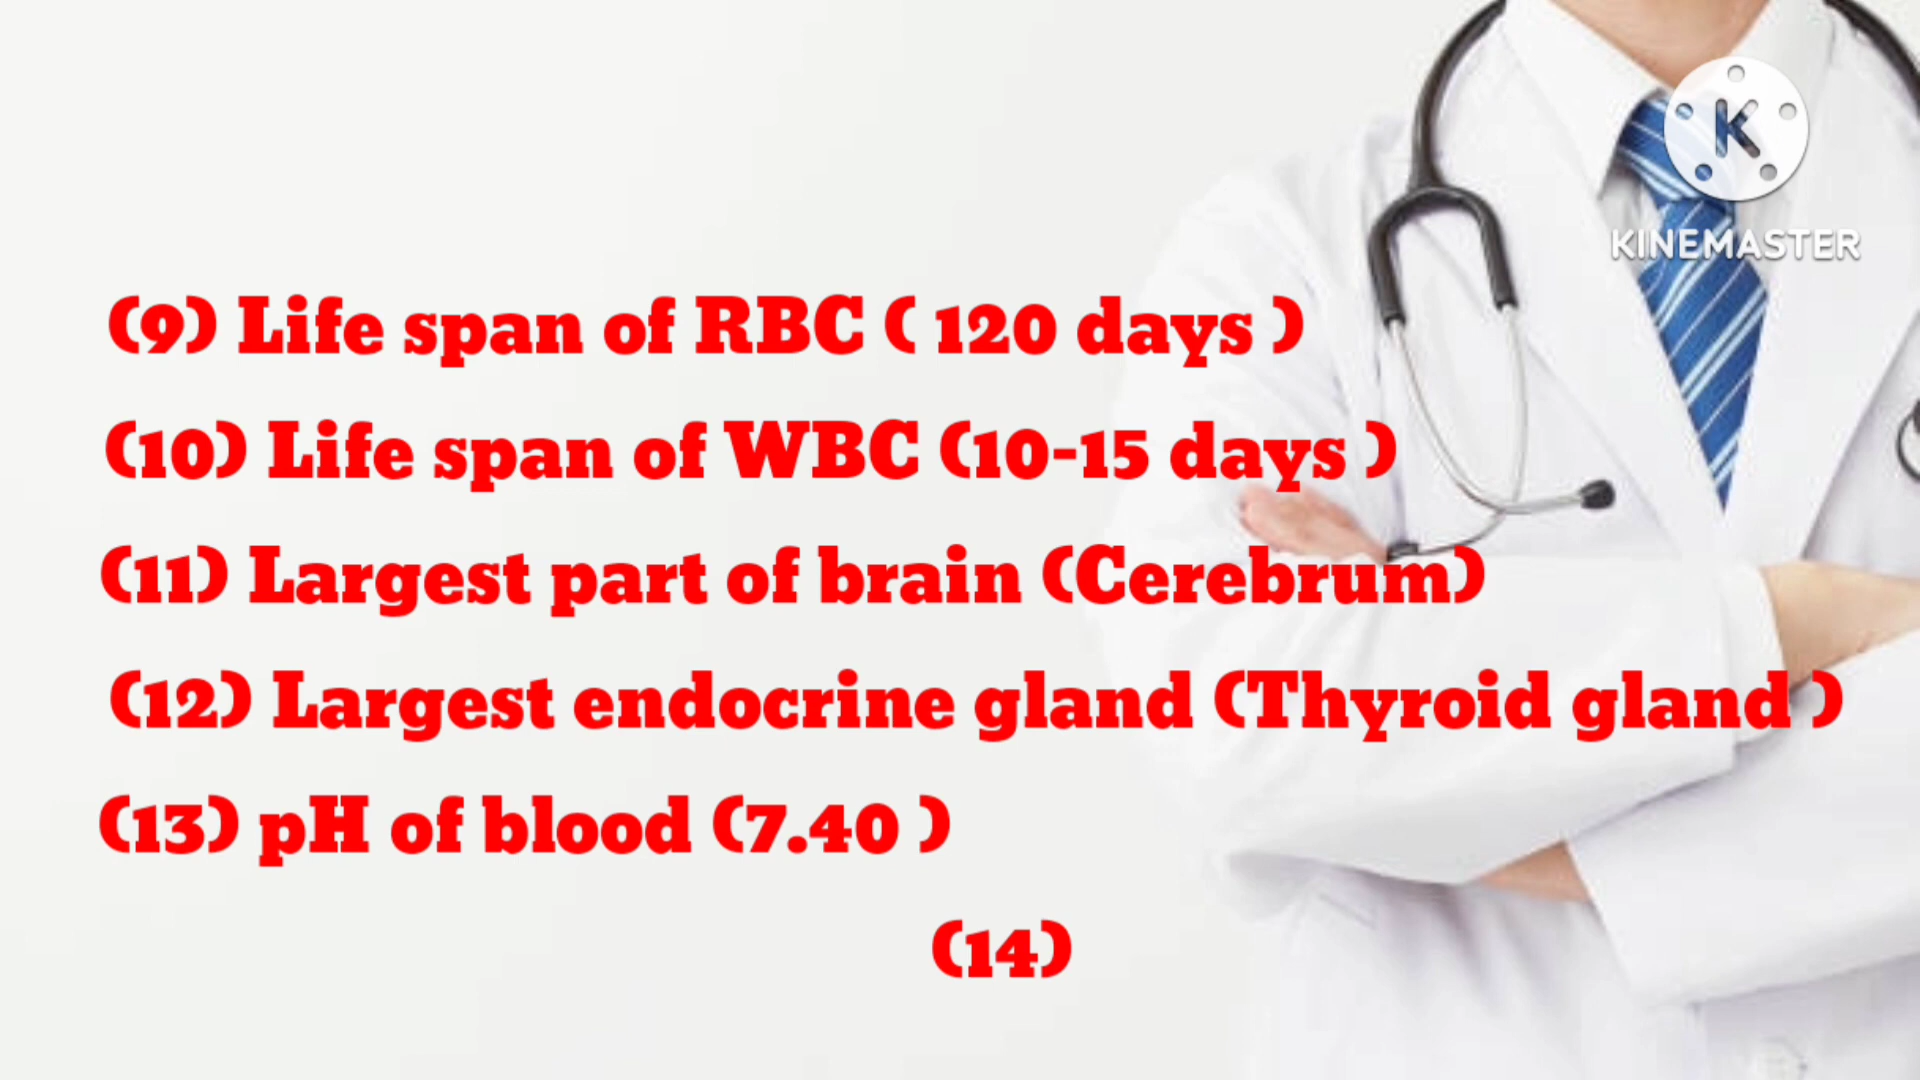 K
KINEMASTER
(9) Life span of RBC ( 120 days )
(10) Life span of WBC (10-15 days )
(11) Largest part of brain (Cerebrum)
(12) Largest endocrine gland (Thyroid gland )
(13) pH of blood (7.40 )
(14)